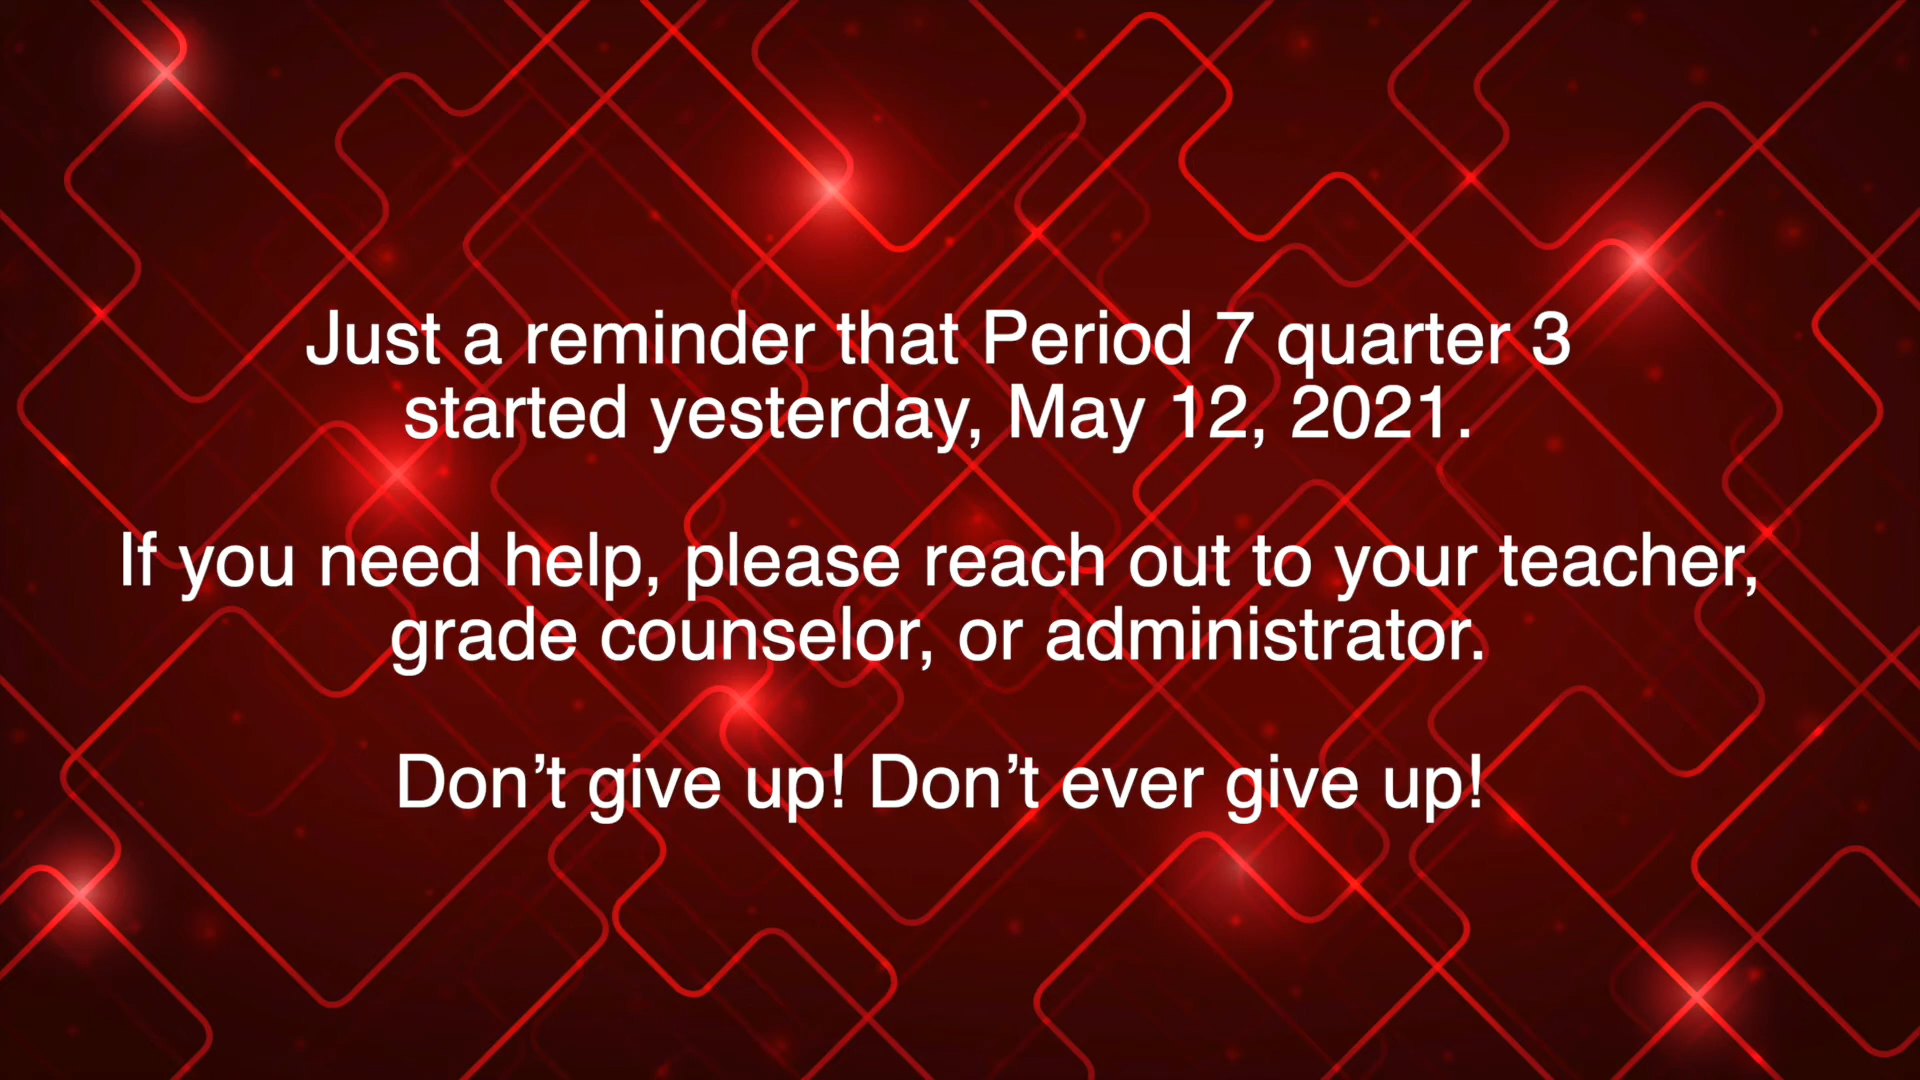 Just a reminder that Period 7 quarter 3
started yesterday, May 12, 2021.
If you need help, please reach out to your teacher,
grade counselor, or administrator.
Don’t give up! Don’t ever give up!